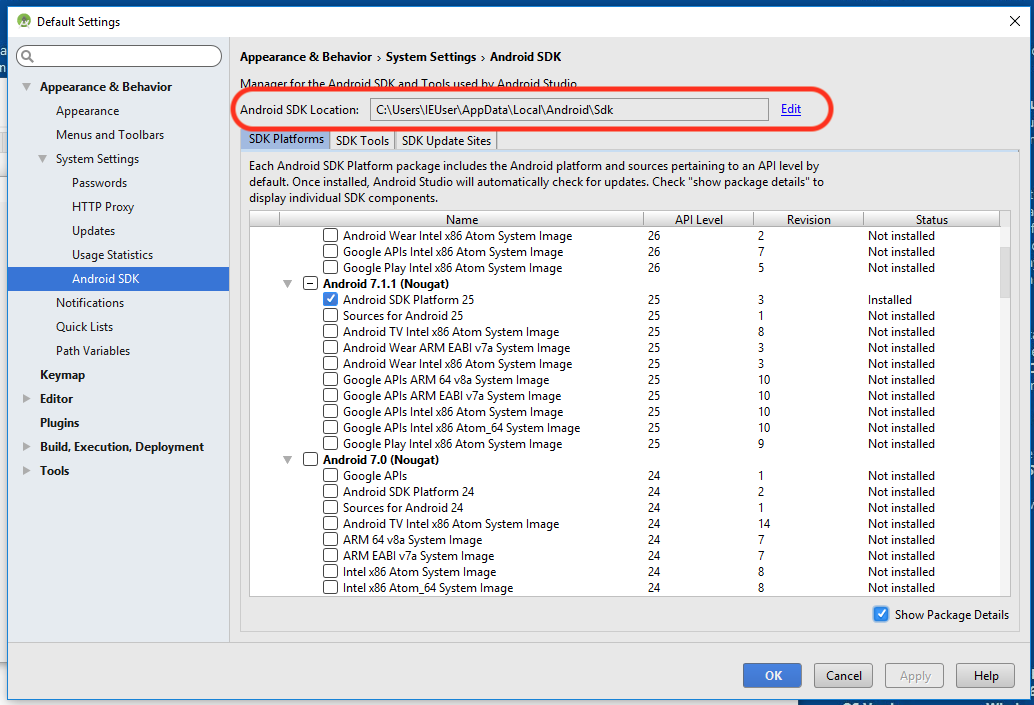 Default Settings
Appearance & Behavior
Appearance
Menus and Toolbars
System Settings
Passwords
HTTP Proxy
Updates
Usage Statistics
Android SDK
Notifications
Quick Lists
Path Variables
Keymap
Editor
Plugins
Build, Execution, Deployment
Tools
Appearance & Behavior › System Settings › Android SDK
Manager for the Android SDK and Tools used by Android Studio
Android SDK Location: C:\Users\IEUser\AppData\Local\Android\Sdk Edit
SDK Platforms SDK Tools SDK Update Sites
Each Android SDK Platform package includes the Android platform and sources pertaining to an API level by
default. Once installed, Android Studio will automatically check for updates. Check "show package details" to
display individual SDK components.
Name API Level Revision Status
Android Wear Intel x86 Atom System Image 26 2 Not installed
Google APIs Intel x86 Atom System Image 26 7 Not installed
Google Play Intel x86 Atom System Image 26 5 Not installed
Android 7.1.1 (Nougat)
Android SDK Platform 25 25 3 Installed
Sources for Android 25 25 1 Not installed
Android TV Intel x86 Atom System Image 25 8 Not installed
Android Wear ARM EABI v7a System Image 25 3 Not installed
Android Wear Intel x86 Atom System Image 25 3 Not installed
Google APIs ARM 64 v8a System Image 25 10 Not installed
Google APIs ARM EABI v7a System Image 25 10 Not installed
Google APIs Intel x86 Atom System Image 25 10 Not installed
Google APIs Intel x86 Atom_64 System Image 25 10 Not installed
Google Play Intel x86 Atom System Image 25 9 Not installed
Android 7.0 (Nougat)
Google APIs 24 1 Not installed
Android SDK Platform 24 24 2 Not installed
Sources for Android 24 24 1 Not installed
Android TV Intel x86 Atom System Image 24 14 Not installed
ARM 64 v8a System Image 24 7 Not installed
ARM EABI v7a System Image 24 7 Not installed
Intel x86 Atom System Image 24 8 Not installed
Intel x86 Atom_64 System Image 24 8 Not installed
Show Package Details
OK Cancel Apply Help